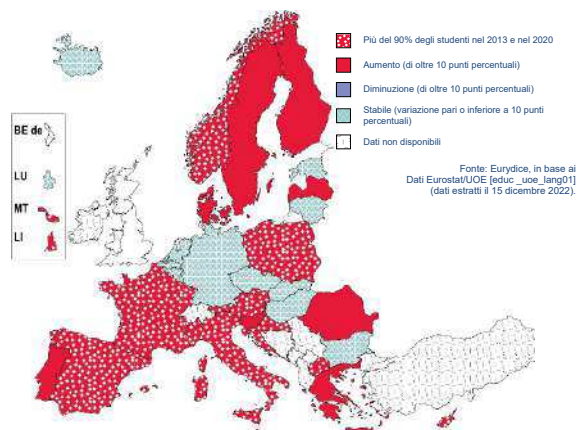 Più del 90% degli studenti nel 2013 e nel 2020
Aumento (di oltre 10 punti percentuali)
Diminuzione (di oltre 10 punti percentuali)
Stabile (variazione pari o inferiore a 10 punti
percentuali)
Dati non disponibili
BE de
LU
MT
LI
Fonte: Eurydice, in base ai
Dati Eurostat/UOE [educ_uoe_lang01]
(dati estratti il 15 dicembre 2022).